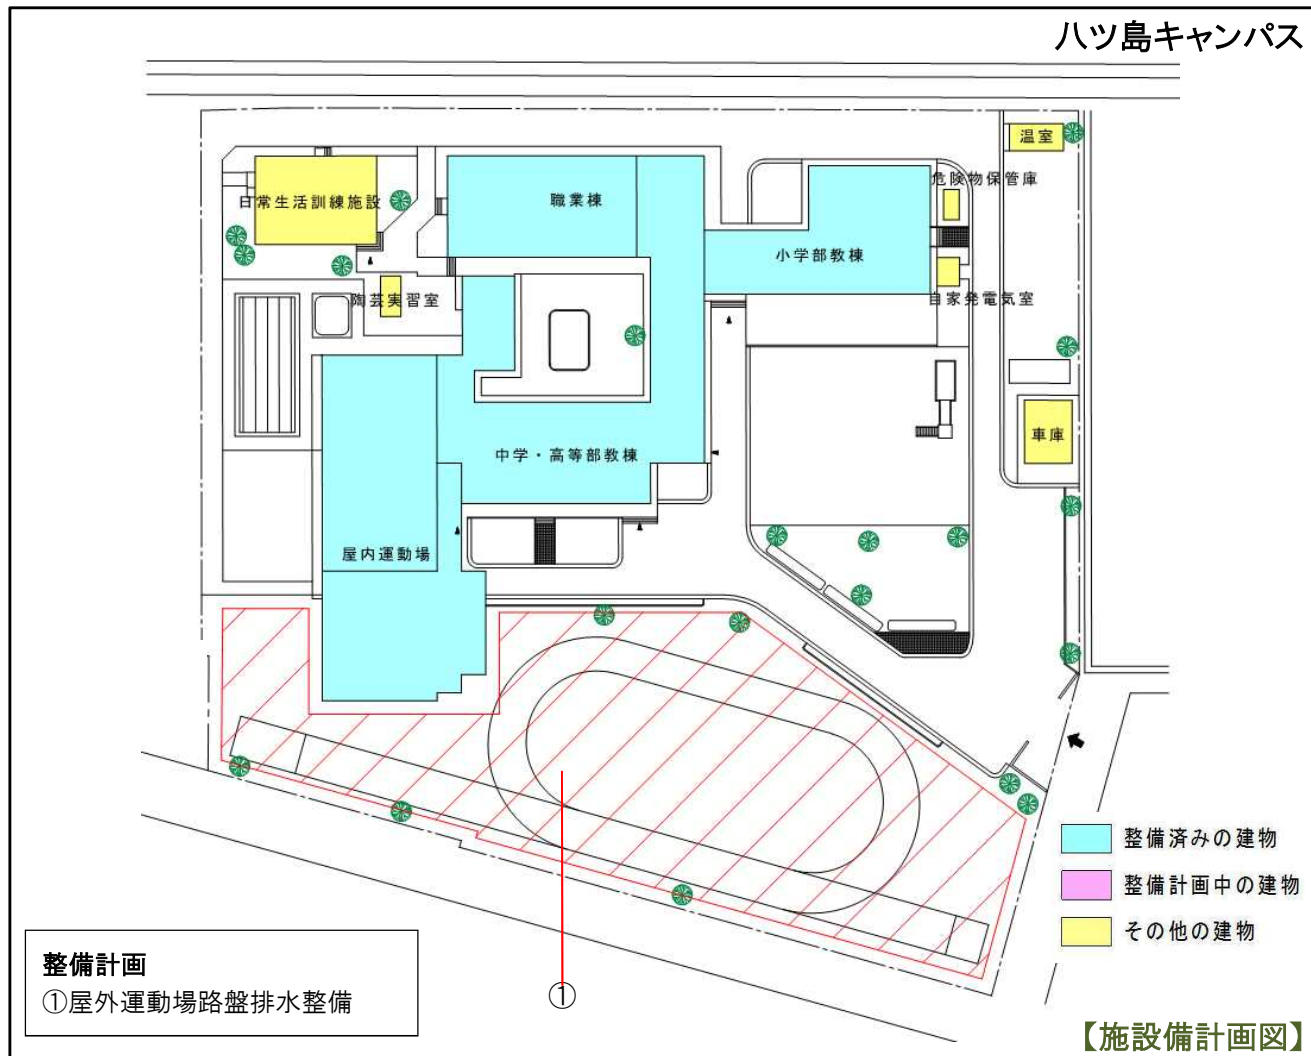 八ツ島キャンパス
温室
危険物保管庫
日常生活訓練施設
職業棟
小学部教棟
陶芸実習室
自家発電気室
車庫
中学・高等部教棟
屋内運動場
整備済みの建物
整備計画中の建物
その他の建物
整備計画
①屋外運動場路盤排水整備
①
【施設備計画図】